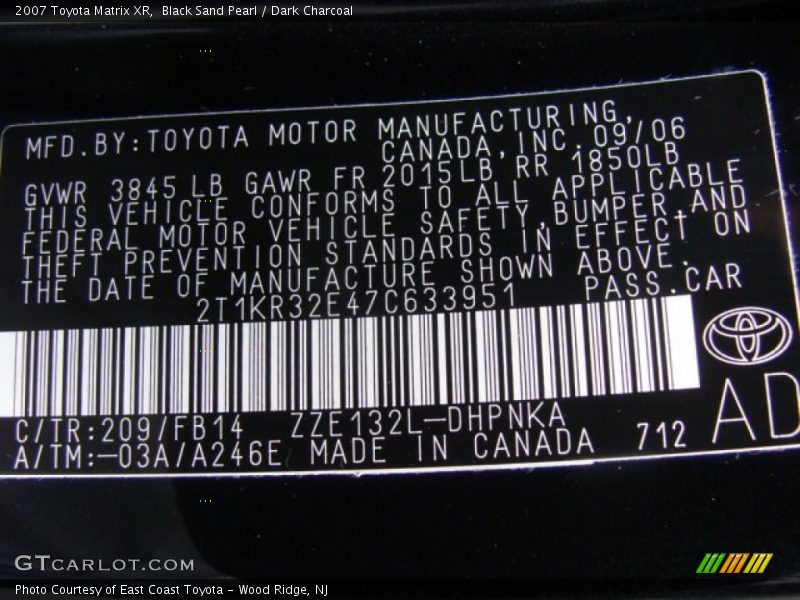 2007 Toyota Matrix XR,  Black Sand Pearl / Dark Charcoal
MFD.BY:TOYOTA MOTOR MANUFACTURING,
CANADA,INC.09/06
GVWR 3845LB GAWR FR 2015LB RR 1850LB
THIS VEHICLE CONFORMS TO ALL APPLICABLE
FEDERAL MOTOR VEHICLE SAFETY,BUMPER,AND
THEFT PREVENTION STANDARDS IN EFFECT ON
THE DATE OF MANUFACTURE SHOWN ABOVE.
2T1KR32E47C633951 PASS.CAR
C/TR:209/FB14 ZZE132L-DHPNKA
A/TM:-03A/A246E MADE IN CANADA 712 AD
GTCARLOT.COM
Photo Courtesy of East Coast Toyota - Wood Ridge, NJ